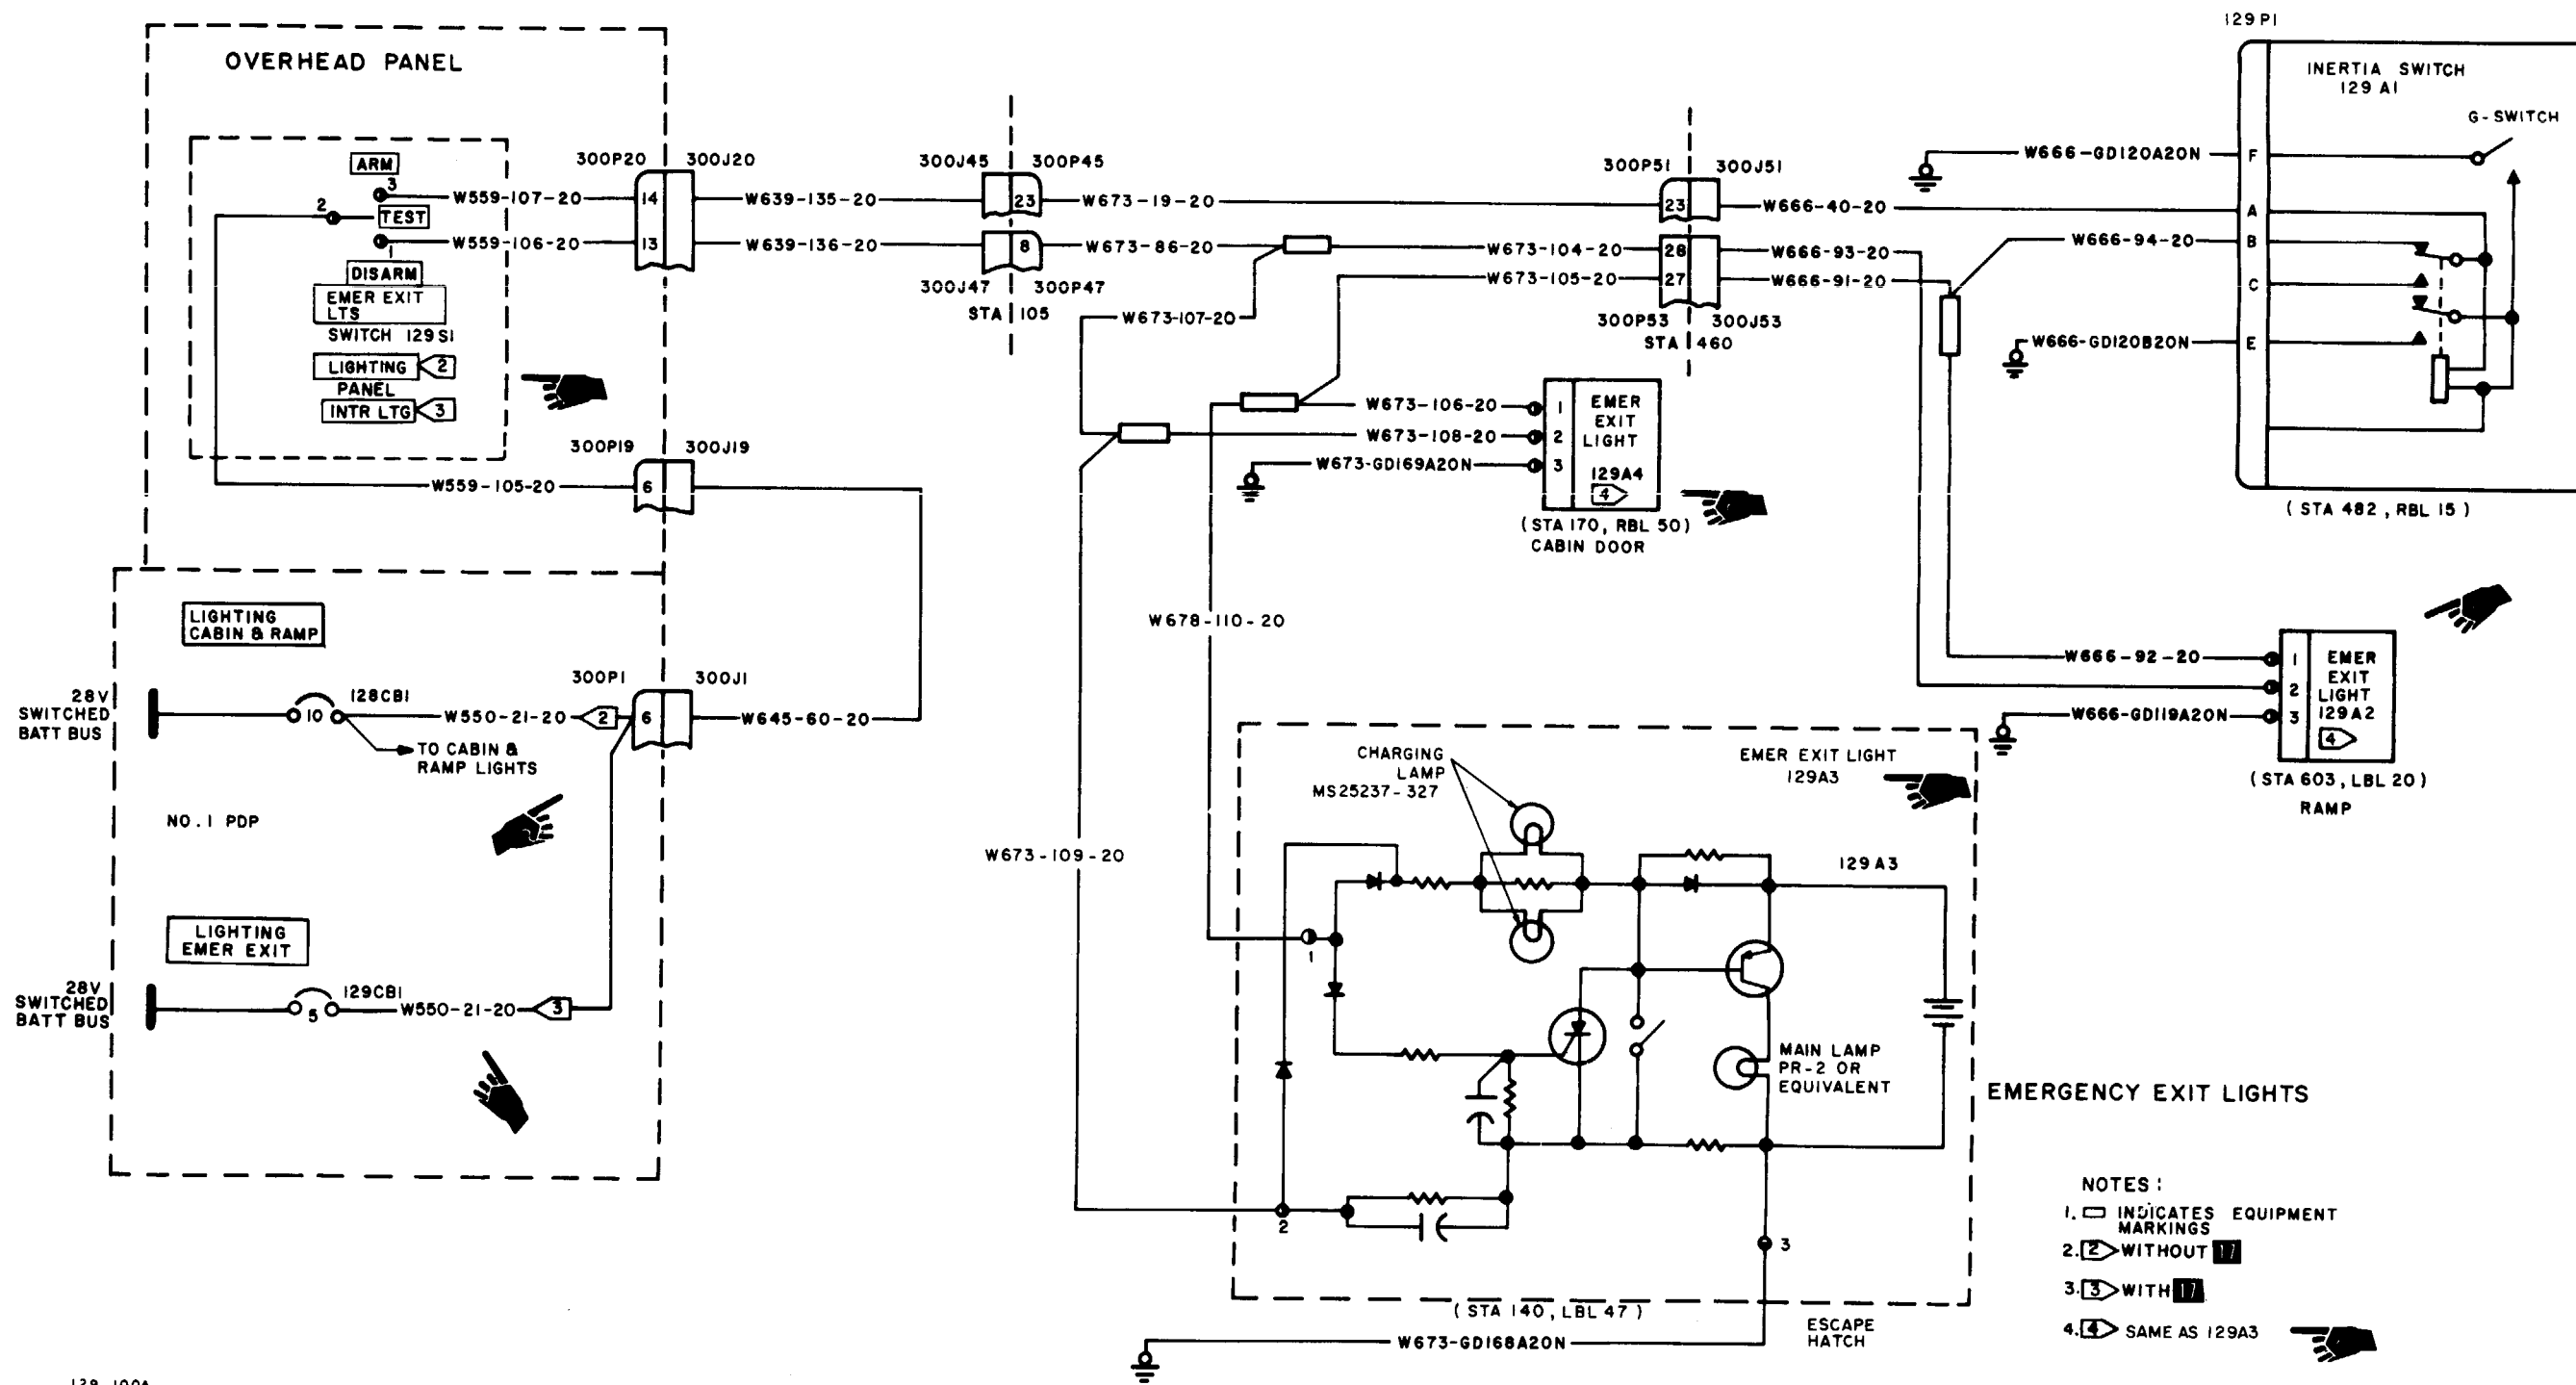 129P1
OVERHEAD PANEL
INERTIA SWITCH
129 A1
G-SWITCH
ARM
3
2
TEST
1
DISARM
EMER EXIT
LTS
SWITCH 129S1
LIGHTING 2
PANEL
INTR LTG 3
W559-107-20
W559-106-20
300P20 300J20
14
13
W639-135-20
W639-136-20
300J45 300P45
23
8
300J47 300P47
STA 105
W673-19-20
W673-86-20
W673-107-20
W673-104-20
W673-105-20
300P51 300J51
23
28
27
300P53 300J53
STA 460
W666-40-20
W666-93-20
W666-91-20
W666-94-20
W666-GD120A20N
W666-GD120B20N
F
A
B
C
E
(STA 482, RBL 15)
W673-106-20
W673-108-20
W673-GD169A20N
1
2
3
EMER
EXIT
LIGHT
129A4
4
(STA 170, RBL 50)
CABIN DOOR
300P19 300J19
W559-105-20
6
LIGHTING
CABIN & RAMP
28V
SWITCHED
BATT BUS
10
128CB1
W550-21-20
2
300P1 300J1
6
W645-60-20
TO CABIN &
RAMP LIGHTS
NO.1 PDP
LIGHTING
EMER EXIT
28V
SWITCHED
BATT BUS
5
129CB1
W550-21-20
3
W678-110-20
W673-109-20
W666-92-20
W666-GD119A20N
1
2
3
EMER
EXIT
LIGHT
129A2
4
(STA 603, LBL 20)
RAMP
CHARGING
LAMP
MS25237-327
EMER EXIT LIGHT
129A3
129A3
1
MAIN LAMP
PR-2 OR
EQUIVALENT
2
3
(STA 140, LBL 47)
ESCAPE
HATCH
W673-GD168A20N
EMERGENCY EXIT LIGHTS
NOTES:
1. INDICATES EQUIPMENT
MARKINGS
2. 2 WITHOUT 17
3. 3 WITH 17
4. 4 SAME AS 129A3